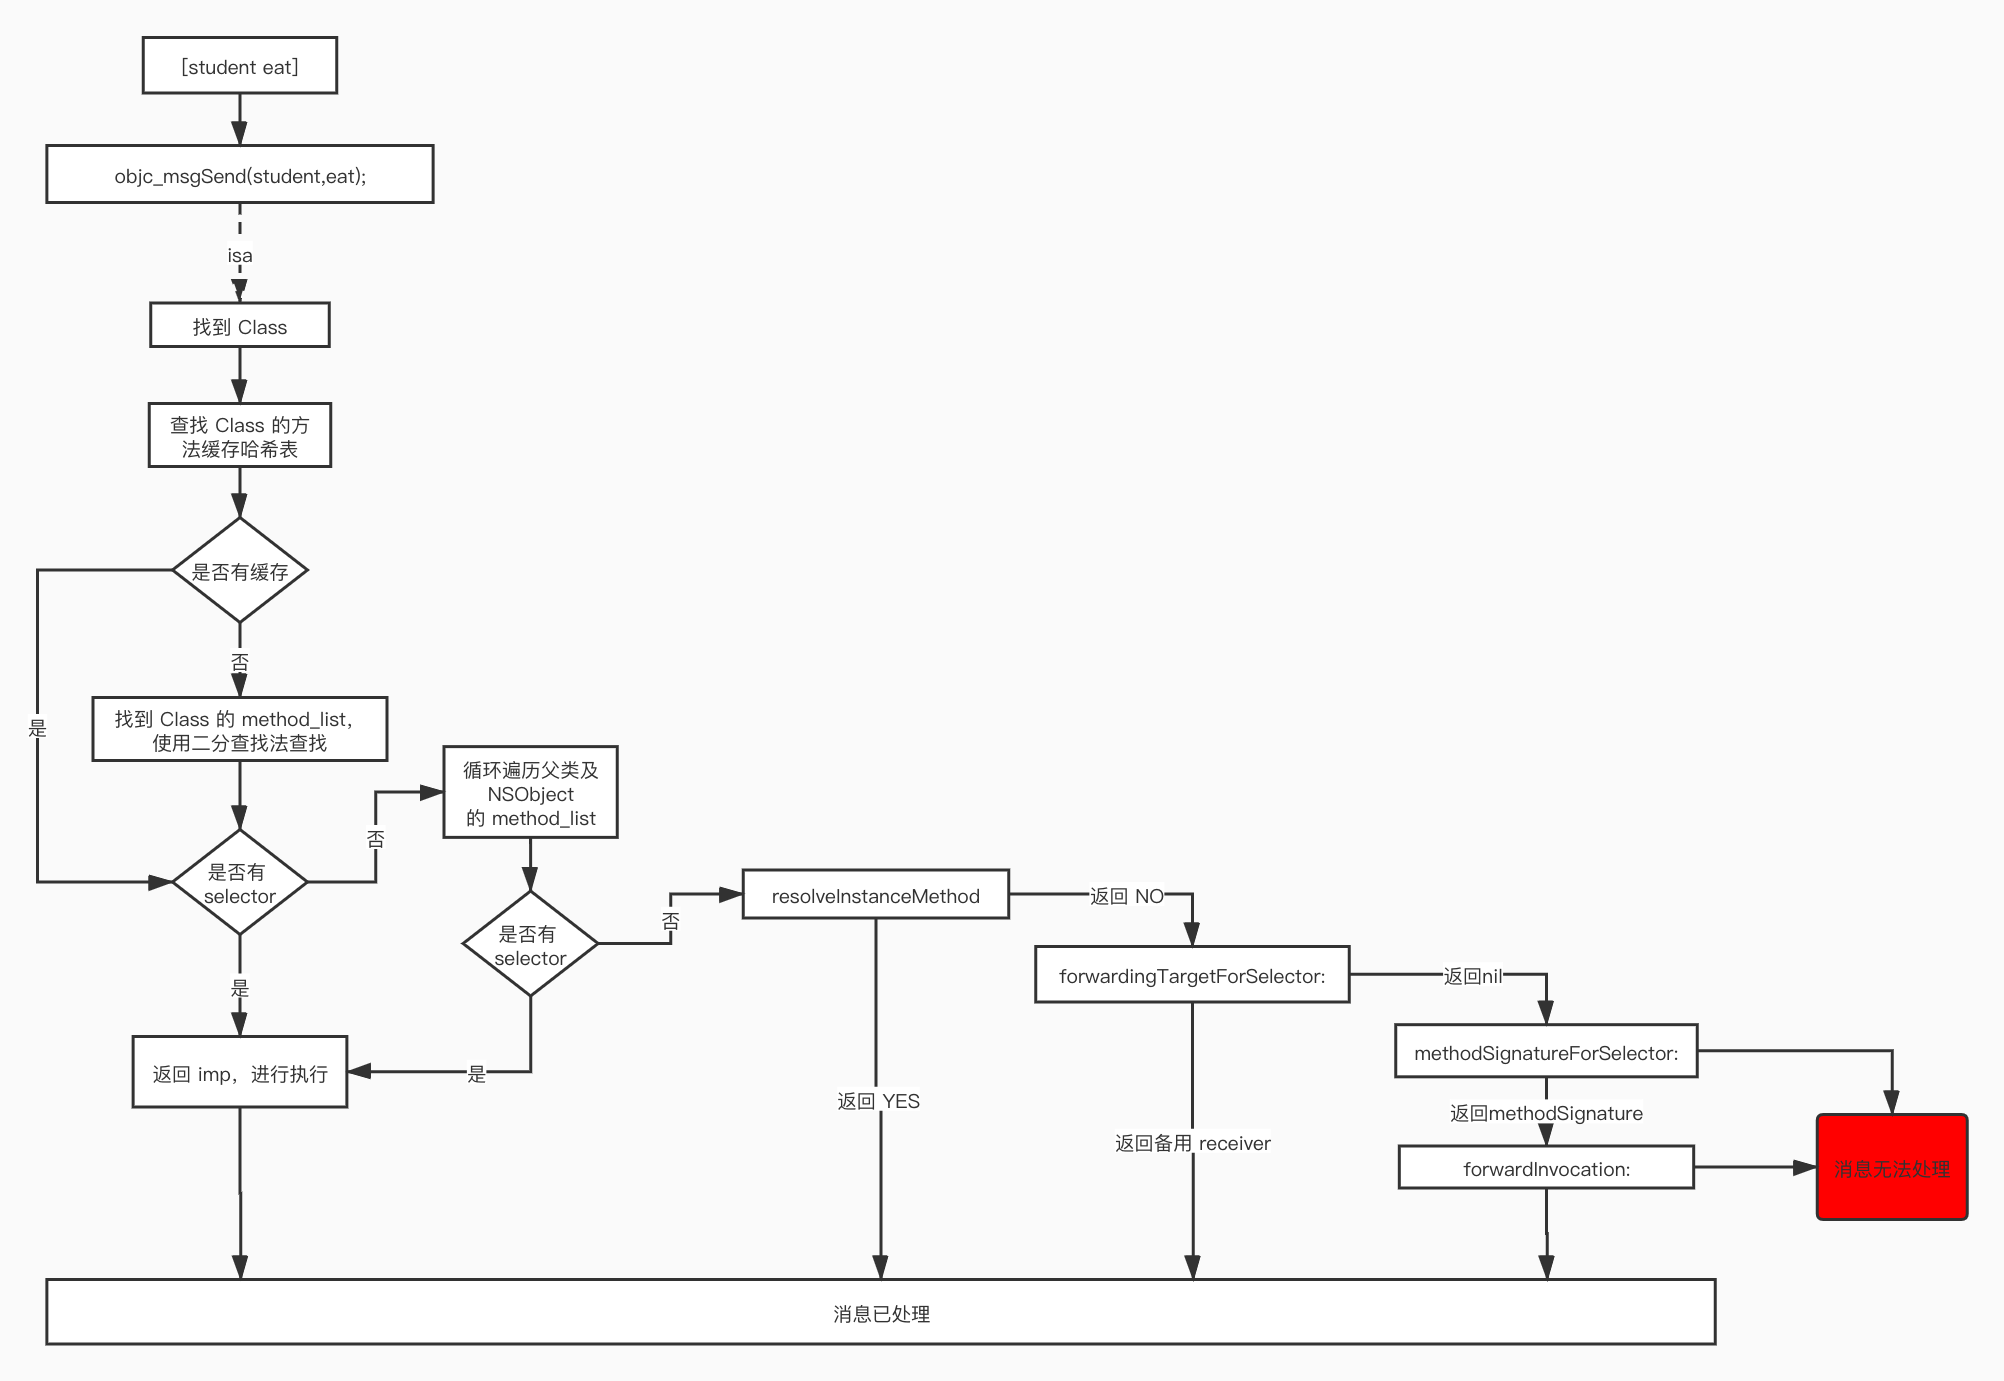 [student eat]
objc_msgSend(student,eat);
isa
找到 Class
查找 Class 的方
法缓存哈希表
是否有缓存
否
是
找到 Class 的 method_list，
使用二分查找法查找
是否有
selector
否
是
循环遍历父类及
NSObject
的 method_list
是否有
selector
否
是
返回 imp，进行执行
resolveInstanceMethod
返回 NO
返回 YES
forwardingTargetForSelector:
返回nil
返回备用 receiver
methodSignatureForSelector:
返回methodSignature
forwardInvocation:
消息无法处理
消息已处理